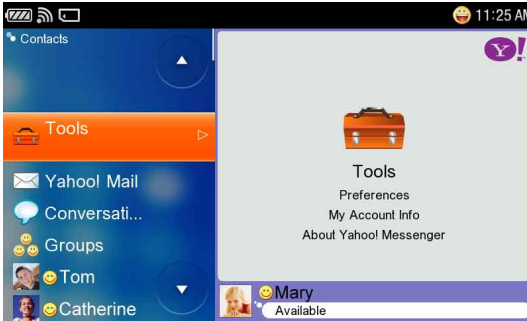 11:25 AM
Contacts
Y!
Tools
Yahoo! Mail
Conversati...
Groups
Tom
Catherine
Tools
Preferences
My Account Info
About Yahoo! Messenger
Mary
Available